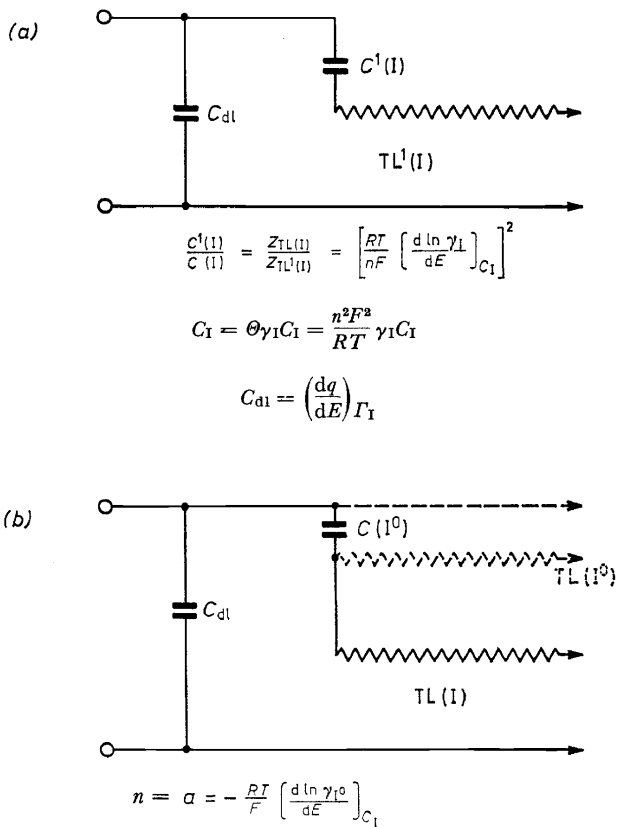 (a)
C¹(I)
C_dl
TL¹(I)
C¹(I)/C (I) = Z_TL(I)/Z_TL¹(I) = [RT/nF [d ln γ_I/dE]_C_I]²
C_I = Θγ_I C_I = n²F²/RT γ_I C_I
C_dl = (dq/dE)_Γ_I
(b)
C(I⁰)
TL(I⁰)
C_dl
TL(I)
n = a = − RT/F [d ln γ_I⁰/dE]_C_I